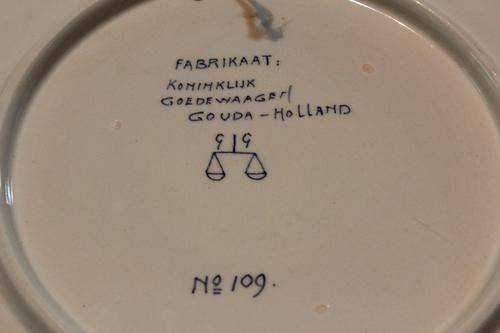 FABRIKAAT:
KONINKLIJK
GOEDEWAAGEN
GOUDA-HOLLAND
G G
No 109.